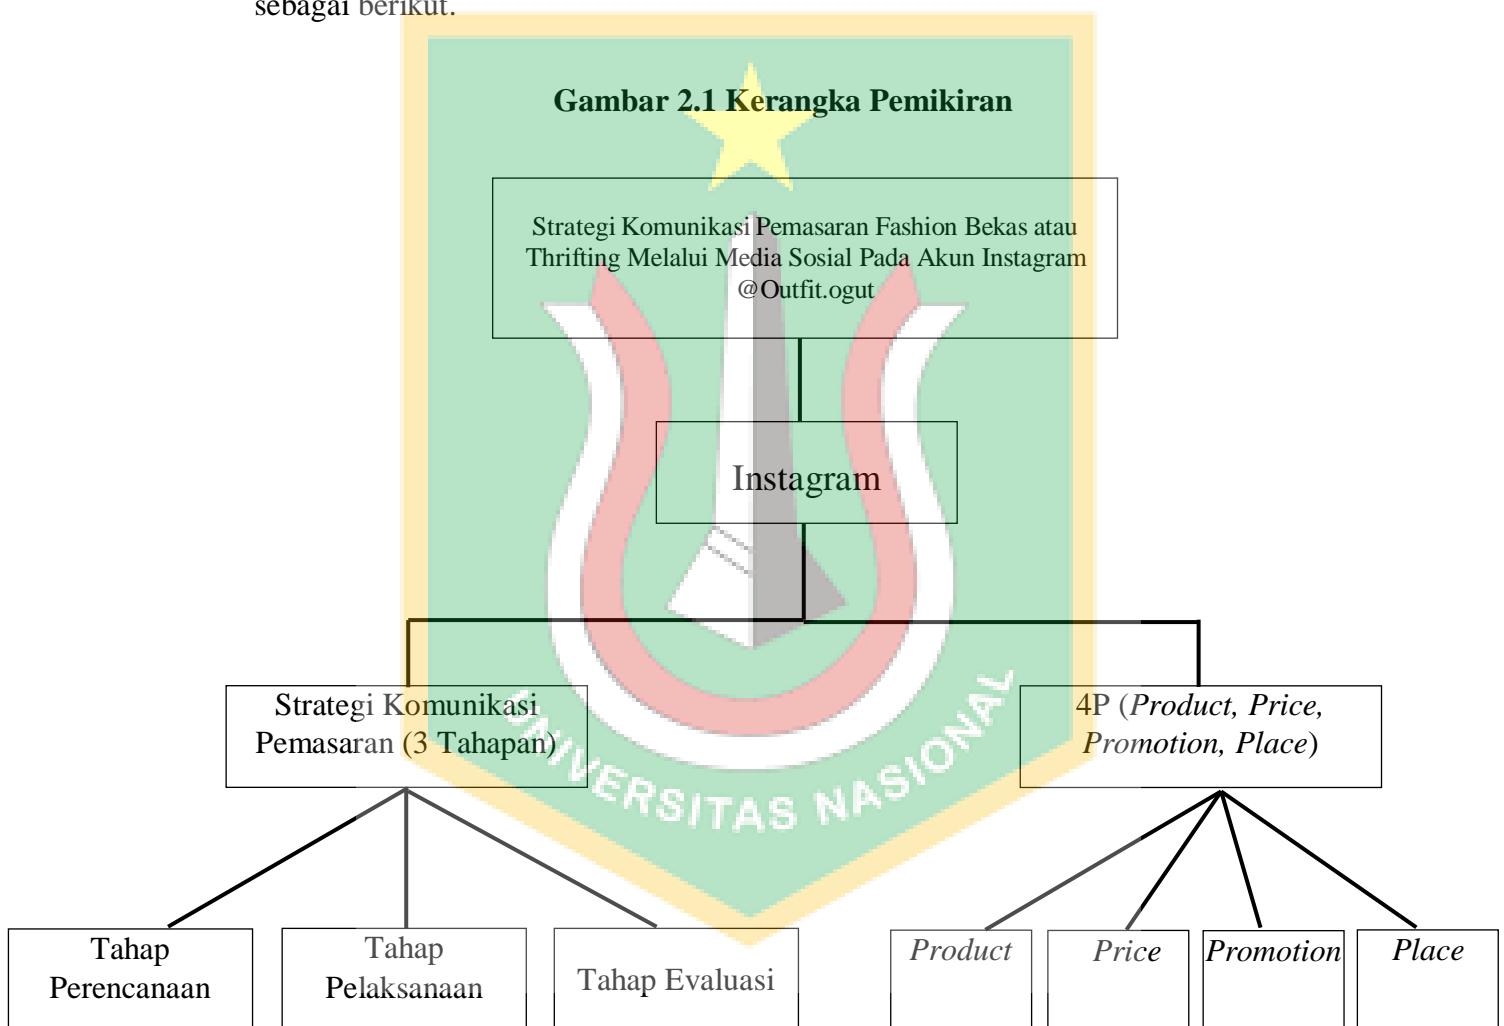 sebagai berikut.
Gambar 2.1 Kerangka Pemikiran
Strategi Komunikasi Pemasaran Fashion Bekas atau
Thrifting Melalui Media Sosial Pada Akun Instagram
@Outfit.ogut
Instagram
Strategi Komunikasi
Pemasaran (3 Tahapan)
4P (Product, Price,
Promotion, Place)
UNIVERSITAS NASIONAL
Tahap
Perencanaan
Tahap
Pelaksanaan
Tahap Evaluasi
Product
Price
Promotion
Place